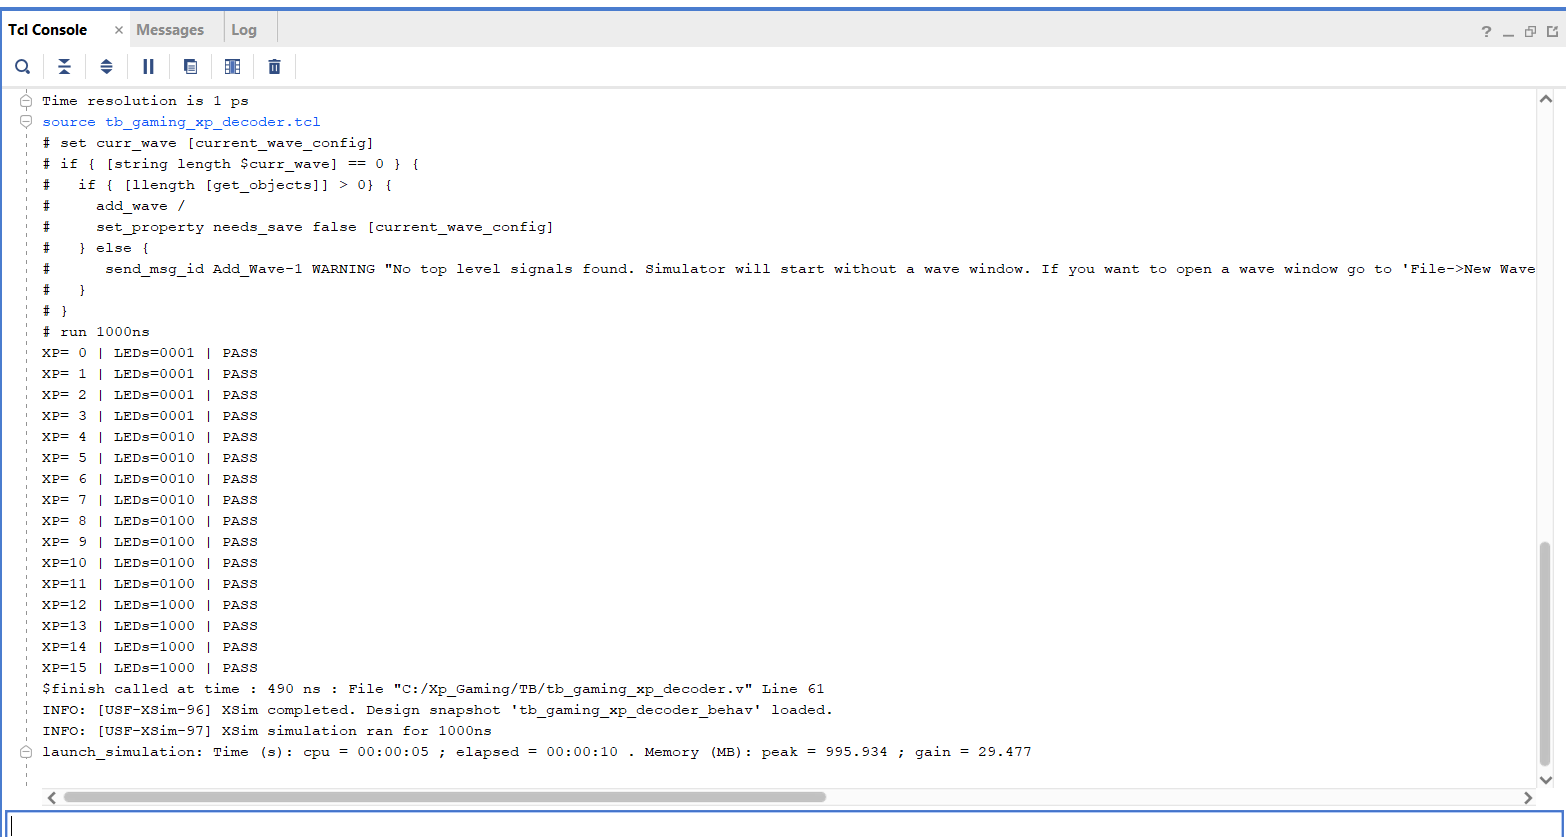 Tcl Console × Messages Log ?
Time resolution is 1 ps
source tb_gaming_xp_decoder.tcl
# set curr_wave [current_wave_config]
# if { [string length $curr_wave] == 0 } {
#   if { [llength [get_objects]] > 0} {
#     add_wave /
#     set_property needs_save false [current_wave_config]
#   } else {
#      send_msg_id Add_Wave-1 WARNING "No top level signals found. Simulator will start without a wave window. If you want to open a wave window go to 'File->New Wave
#   }
# }
# run 1000ns
XP= 0 | LEDs=0001 | PASS
XP= 1 | LEDs=0001 | PASS
XP= 2 | LEDs=0001 | PASS
XP= 3 | LEDs=0001 | PASS
XP= 4 | LEDs=0010 | PASS
XP= 5 | LEDs=0010 | PASS
XP= 6 | LEDs=0010 | PASS
XP= 7 | LEDs=0010 | PASS
XP= 8 | LEDs=0100 | PASS
XP= 9 | LEDs=0100 | PASS
XP=10 | LEDs=0100 | PASS
XP=11 | LEDs=0100 | PASS
XP=12 | LEDs=1000 | PASS
XP=13 | LEDs=1000 | PASS
XP=14 | LEDs=1000 | PASS
XP=15 | LEDs=1000 | PASS
$finish called at time : 490 ns : File "C:/Xp_Gaming/TB/tb_gaming_xp_decoder.v" Line 61
INFO: [USF-XSim-96] XSim completed. Design snapshot 'tb_gaming_xp_decoder_behav' loaded.
INFO: [USF-XSim-97] XSim simulation ran for 1000ns
launch_simulation: Time (s): cpu = 00:00:05 ; elapsed = 00:00:10 . Memory (MB): peak = 995.934 ; gain = 29.477